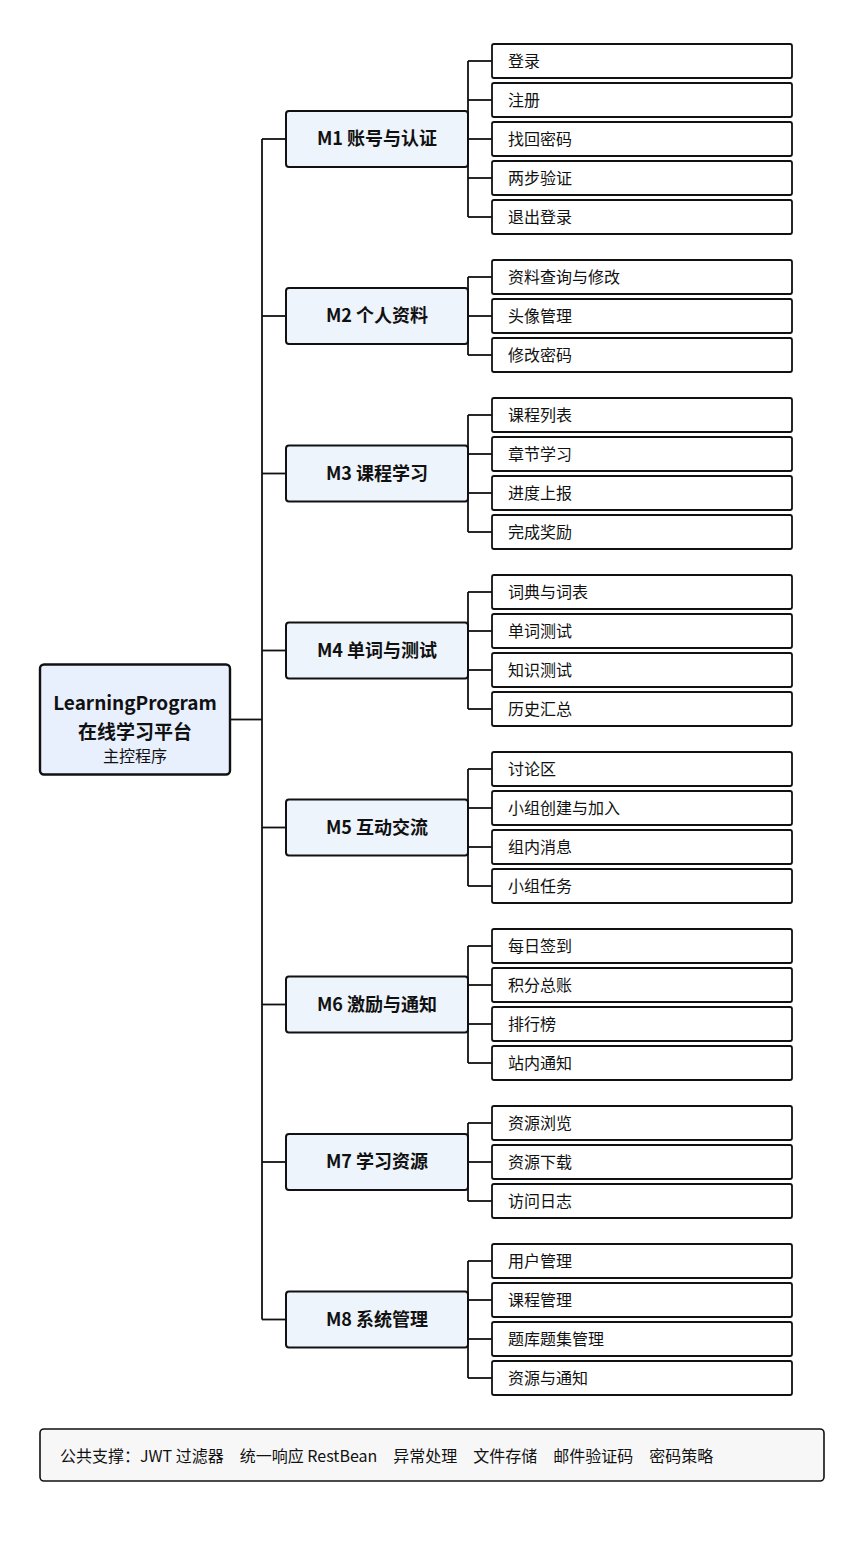 LearningProgram
在线学习平台
主控程序
M1 账号与认证
登录
注册
找回密码
两步验证
退出登录
M2 个人资料
资料查询与修改
头像管理
修改密码
M3 课程学习
课程列表
章节学习
进度上报
完成奖励
M4 单词与测试
词典与词表
单词测试
知识测试
历史汇总
M5 互动交流
讨论区
小组创建与加入
组内消息
小组任务
M6 激励与通知
每日签到
积分总账
排行榜
站内通知
M7 学习资源
资源浏览
资源下载
访问日志
M8 系统管理
用户管理
课程管理
题库题集管理
资源与通知
公共支撑：JWT 过滤器 统一响应 RestBean 异常处理 文件存储 邮件验证码 密码策略